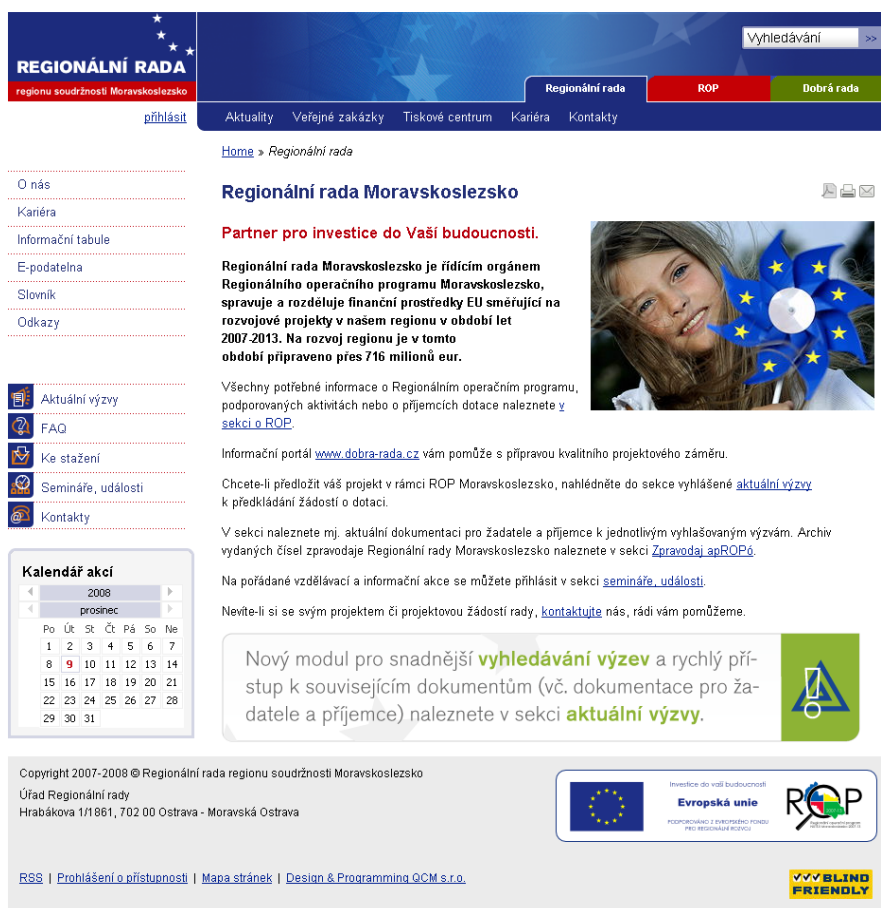 REGIONÁLNÍ RADA
regionu soudržnosti Moravskoslezsko
Vyhledávání >>
Regionální rada ROP Dobrá rada
přihlásit
Aktuality Veřejné zakázky Tiskové centrum Kariéra Kontakty
Home » Regionální rada
O nás
Kariéra
Informační tabule
E-podatelna
Slovník
Odkazy
Aktuální výzvy
FAQ
Ke stažení
Semináře, události
Kontakty
Kalendář akcí
2008
prosinec
Po Út St Čt Pá So Ne
1 2 3 4 5 6 7
8 9 10 11 12 13 14
15 16 17 18 19 20 21
22 23 24 25 26 27 28
29 30 31
Regionální rada Moravskoslezsko
Partner pro investice do Vaší budoucnosti.
Regionální rada Moravskoslezsko je řídícím orgánem
Regionálního operačního programu Moravskoslezsko,
spravuje a rozděluje finanční prostředky EU směřující na
rozvojové projekty v našem regionu v období let
2007-2013. Na rozvoj regionu je v tomto
období připraveno přes 716 milionů eur.
Všechny potřebné informace o Regionálním operačním programu,
podporovaných aktivitách nebo o příjemcích dotace naleznete v
sekci o ROP.
Informační portál www.dobra-rada.cz vám pomůže s přípravou kvalitního projektového záměru.
Chcete-li předložit váš projekt v rámci ROP Moravskoslezsko, nahlédněte do sekce vyhlášené aktuální výzvy
k předkládání žádostí o dotaci.
V sekci naleznete mj. aktuální dokumentaci pro žadatele a příjemce k jednotlivým vyhlašovaným výzvám. Archiv
vydaných čísel zpravodaje Regionální rady Moravskoslezsko naleznete v sekci Zpravodaj apROPó.
Na pořádané vzdělávací a informační akce se můžete přihlásit v sekci semináře, události.
Nevíte-li si se svým projektem či projektovou žádostí rady, kontaktujte nás, rádi vám pomůžeme.
Nový modul pro snadnější vyhledávání výzev a rychlý pří-
stup k souvisejícím dokumentům (vč. dokumentace pro ža-
datele a příjemce) naleznete v sekci aktuální výzvy.
Copyright 2007-2008 © Regionální rada regionu soudržnosti Moravskoslezsko
Úřad Regionální rady
Hrabákova 1/1861, 702 00 Ostrava - Moravská Ostrava
Investice do vaší budoucnosti
Evropská unie
PODPOROVÁNO Z EVROPSKÉHO FONDU
PRO REGIONÁLNÍ ROZVOJ
ROP
RSS | Prohlášení o přístupnosti | Mapa stránek | Design & Programming QCM s.r.o.
BLIND
FRIENDLY